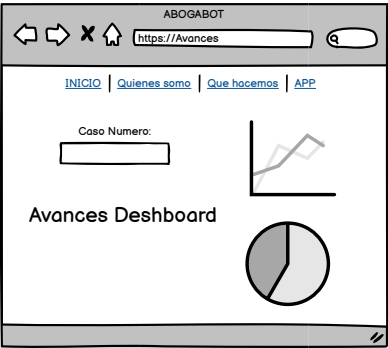 ABOGABOT
https://Avances
INICIO Quienes somo Que hacemos APP
Caso Numero:
Avances Deshboard